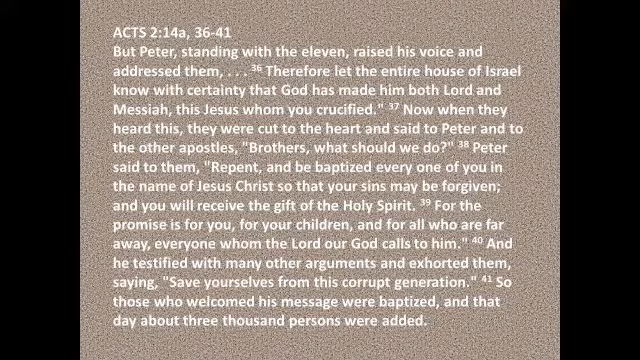 ACTS 2:14a, 36-41
But Peter, standing with the eleven, raised his voice and
addressed them, . . . 36 Therefore let the entire house of Israel
know with certainty that God has made him both Lord and
Messiah, this Jesus whom you crucified." 37 Now when they
heard this, they were cut to the heart and said to Peter and to
the other apostles, "Brothers, what should we do?" 38 Peter
said to them, "Repent, and be baptized every one of you in
the name of Jesus Christ so that your sins may be forgiven;
and you will receive the gift of the Holy Spirit. 39 For the
promise is for you, for your children, and for all who are far
away, everyone whom the Lord our God calls to him." 40 And
he testified with many other arguments and exhorted them,
saying, "Save yourselves from this corrupt generation." 41 So
those who welcomed his message were baptized, and that
day about three thousand persons were added.